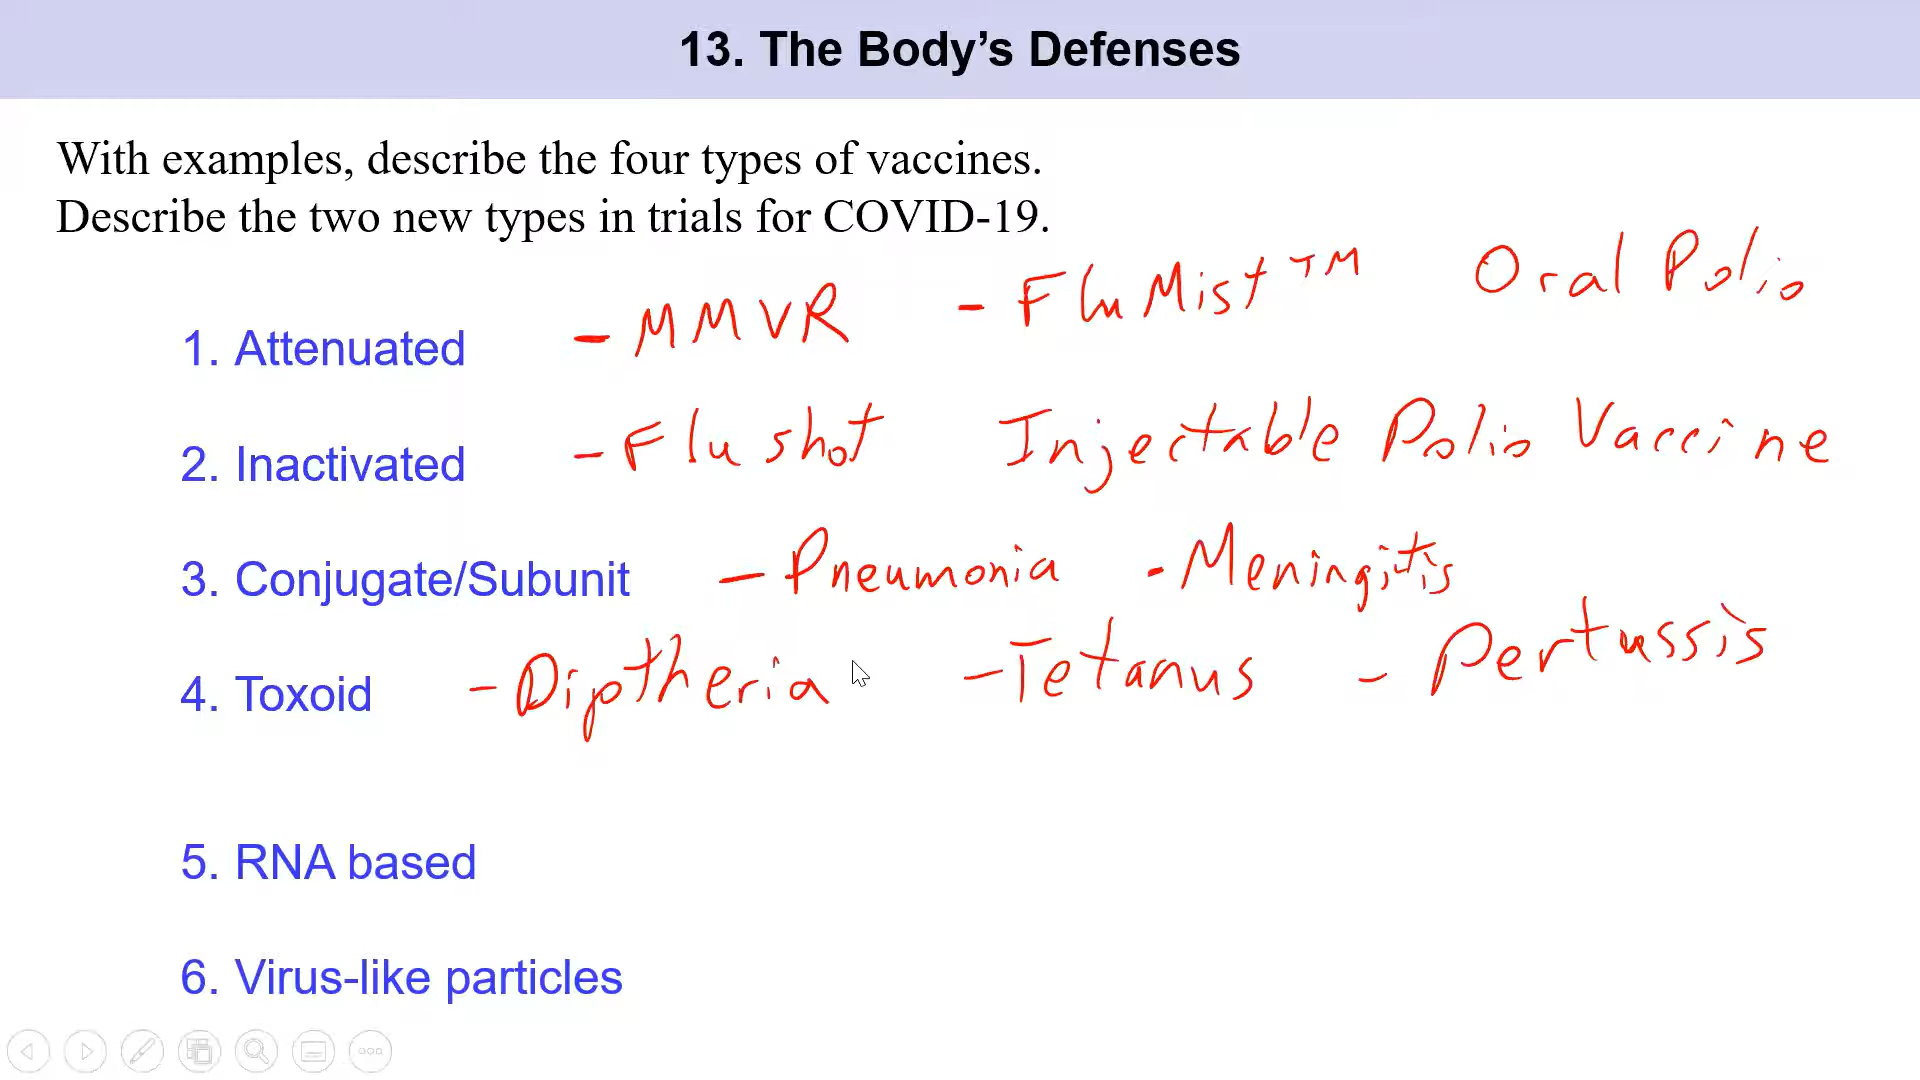 13. The Body’s Defenses
With examples, describe the four types of vaccines.
Describe the two new types in trials for COVID-19.
1. Attenuated - MMVR - FluMist™ Oral Polio
2. Inactivated - Flu shot Injectable Polio Vaccine
3. Conjugate/Subunit - Pneumonia - Meningitis
4. Toxoid - Diptheria - Tetanus - Pertussis
5. RNA based
6. Virus-like particles